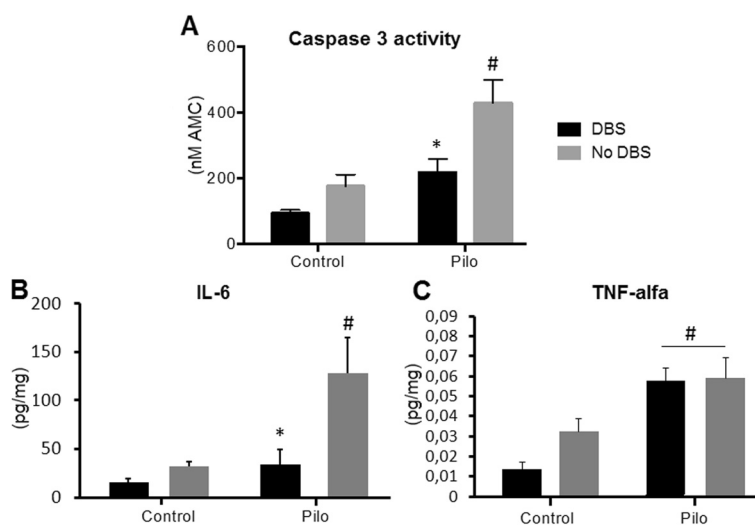 A
Caspase 3 activity
600
400
200
0
(nM AMC)
*
#
Control
Pilo
DBS
No DBS
B
IL-6
200
150
100
50
0
(pg/mg)
*
#
Control
Pilo
C
TNF-alfa
0,09
0,08
0,07
0,06
0,05
0,04
0,03
0,02
0,01
0
(pg/mg)
#
Control
Pilo